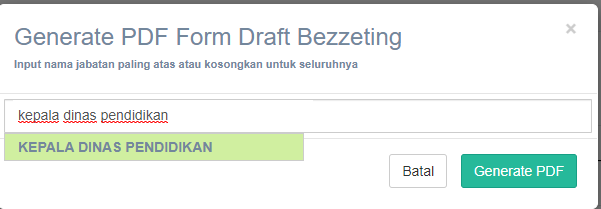 Generate PDF Form Draft Bezzeting
×
Input nama jabatan paling atas atau kosongkan untuk seluruhnya
kepala dinas pendidikan
KEPALA DINAS PENDIDIKAN
Batal
Generate PDF